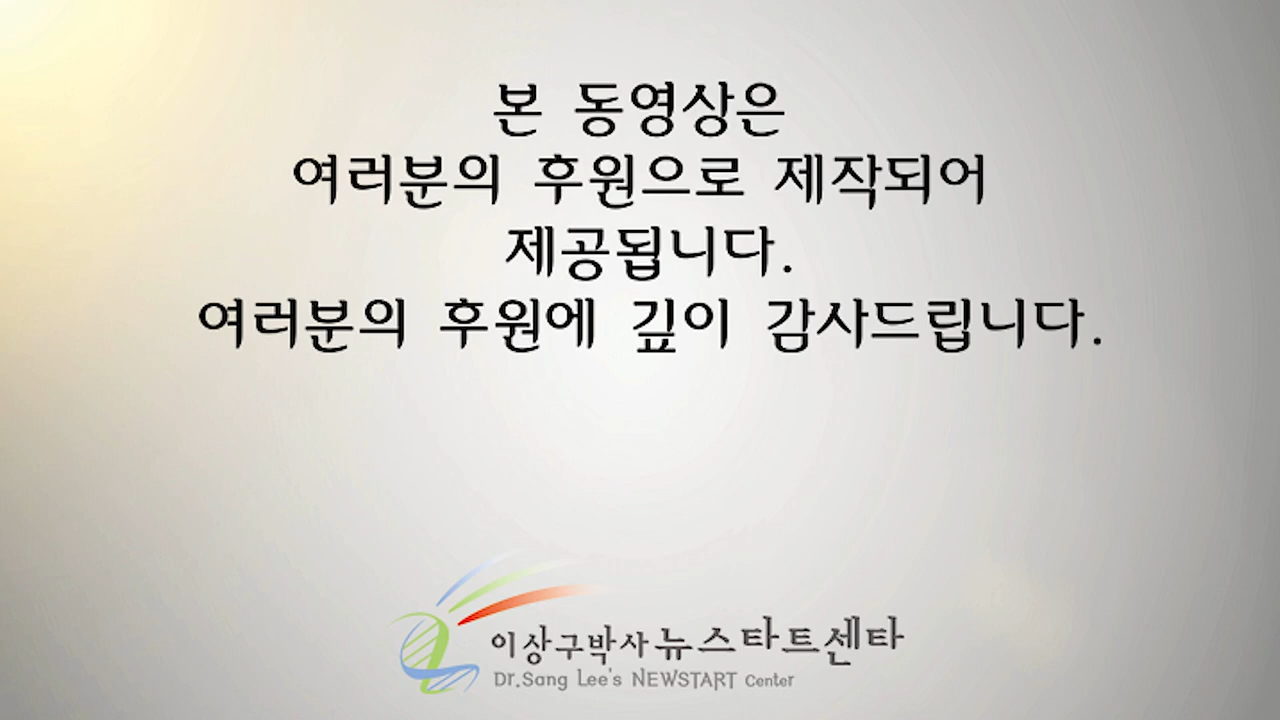 본 동영상은
여러분의 후원으로 제작되어
제공됩니다.
여러분의 후원에 깊이 감사드립니다.
이상구박사 뉴스타트센타
Dr.Sang Lee's NEWSTART Center